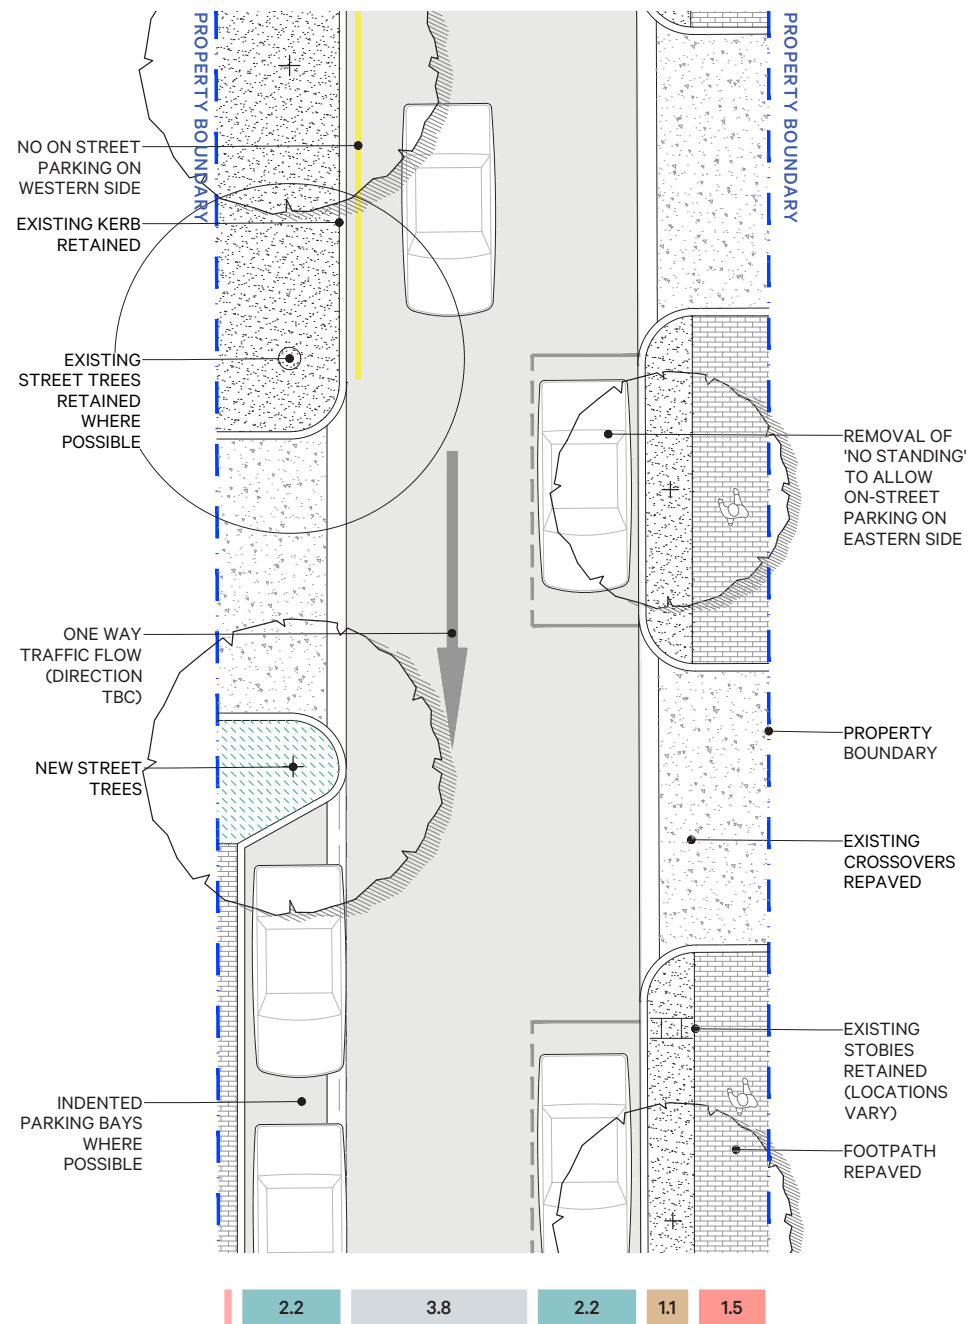 PROPERTY BOUNDARY
PROPERTY BOUNDARY
NO ON STREET
PARKING ON
WESTERN SIDE
EXISTING KERB
RETAINED
EXISTING
STREET TREES
RETAINED
WHERE
POSSIBLE
REMOVAL OF
'NO STANDING'
TO ALLOW
ON-STREET
PARKING ON
EASTERN SIDE
ONE WAY
TRAFFIC FLOW
(DIRECTION
TBC)
PROPERTY
BOUNDARY
NEW STREET
TREES
EXISTING
CROSSOVERS
REPAVED
EXISTING
STOBIES
RETAINED
(LOCATIONS
VARY)
INDENTED
PARKING BAYS
WHERE
POSSIBLE
FOOTPATH
REPAVED
2.2 3.8 2.2 1.1 1.5